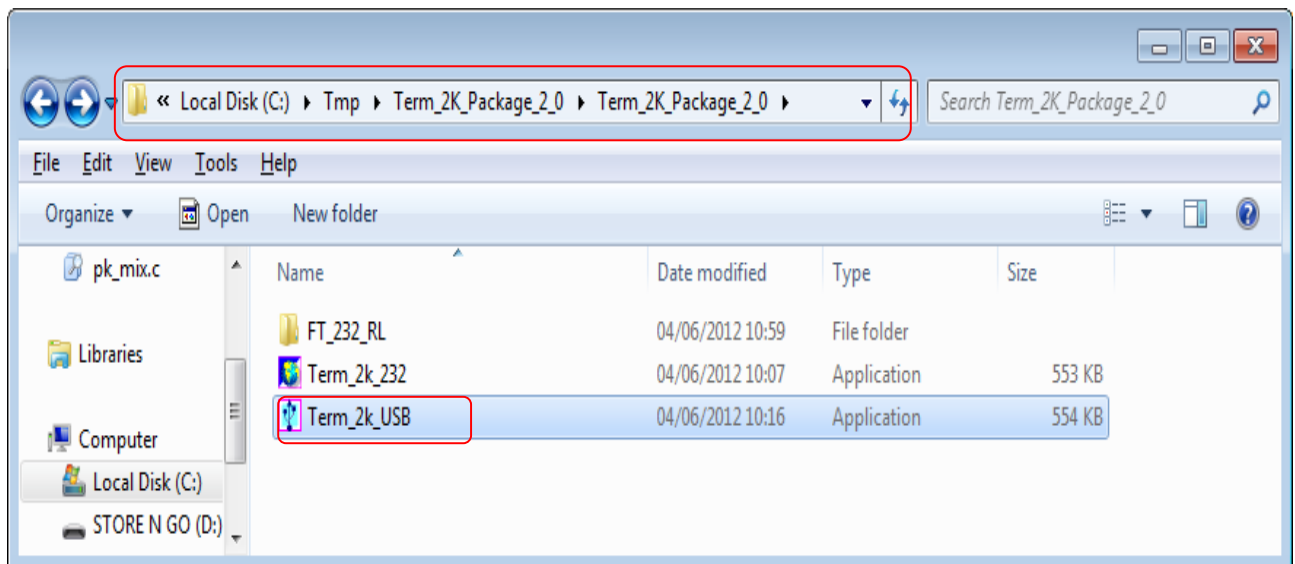 « Local Disk (C:) ▸ Tmp ▸ Term_2K_Package_2_0 ▸ Term_2K_Package_2_0 ▸ Search Term_2K_Package_2_0
File Edit View Tools Help
Organize Open New folder
pk_mix.c Name Date modified Type Size
FT_232_RL 04/06/2012 10:59 File folder
Libraries
Term_2k_232 04/06/2012 10:07 Application 553 KB
Term_2k_USB 04/06/2012 10:16 Application 554 KB
Computer
Local Disk (C:)
STORE N GO (D:)